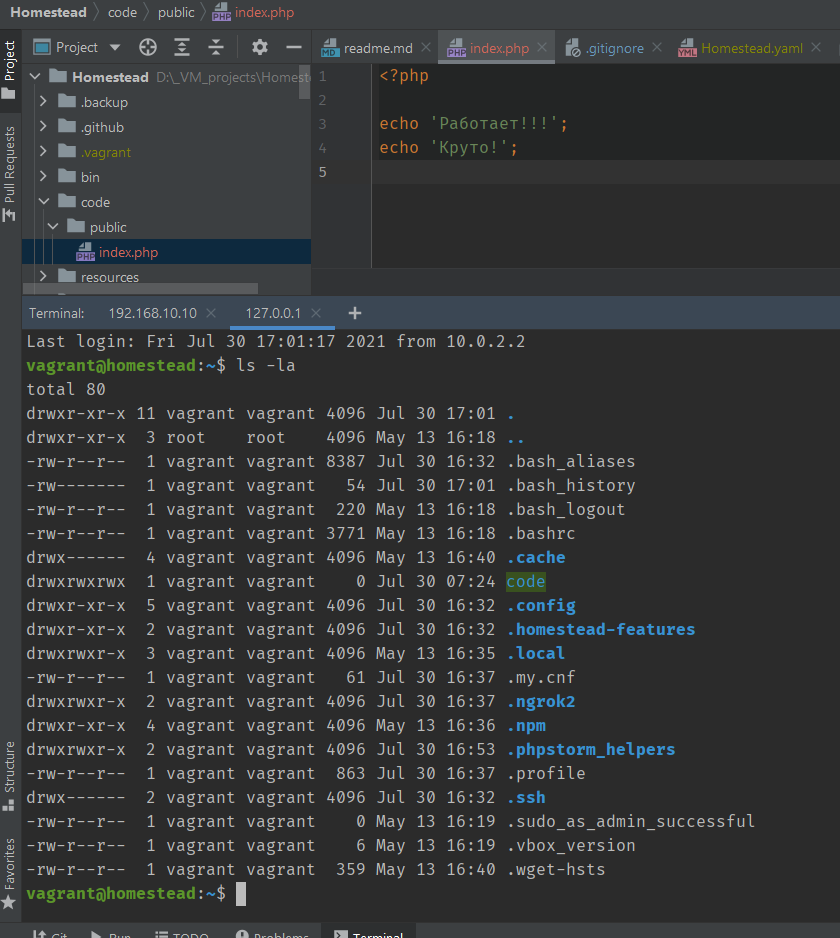 Homestead code public index.php
Project readme.md index.php .gitignore Homestead.yaml
Project
Pull Requests
Homestead D:\_VM_projects\Homest
.backup
.github
.vagrant
bin
code
public
index.php
resources
1 <?php
2
3 echo 'Работает!!!';
4 echo 'Круто!';
5
Terminal: 192.168.10.10 127.0.0.1
Last login: Fri Jul 30 17:01:17 2021 from 10.0.2.2
vagrant@homestead:~$ ls -la
total 80
drwxr-xr-x 11 vagrant vagrant 4096 Jul 30 17:01 .
drwxr-xr-x  3 root    root    4096 May 13 16:18 ..
-rw-r--r--  1 vagrant vagrant 8387 Jul 30 16:32 .bash_aliases
-rw-------  1 vagrant vagrant   54 Jul 30 17:01 .bash_history
-rw-r--r--  1 vagrant vagrant  220 May 13 16:18 .bash_logout
-rw-r--r--  1 vagrant vagrant 3771 May 13 16:18 .bashrc
drwx------  4 vagrant vagrant 4096 May 13 16:40 .cache
drwxrwxrwx  1 vagrant vagrant    0 Jul 30 07:24 code
drwxr-xr-x  5 vagrant vagrant 4096 Jul 30 16:32 .config
drwxr-xr-x  2 vagrant vagrant 4096 Jul 30 16:32 .homestead-features
drwxrwxr-x  3 vagrant vagrant 4096 May 13 16:35 .local
-rw-r--r--  1 vagrant vagrant   61 Jul 30 16:37 .my.cnf
drwxrwxr-x  2 vagrant vagrant 4096 Jul 30 16:37 .ngrok2
drwxr-xr-x  4 vagrant vagrant 4096 May 13 16:36 .npm
drwxrwxr-x  2 vagrant vagrant 4096 Jul 30 16:53 .phpstorm_helpers
-rw-r--r--  1 vagrant vagrant  863 Jul 30 16:37 .profile
drwx------  2 vagrant vagrant 4096 Jul 30 16:32 .ssh
-rw-r--r--  1 vagrant vagrant    0 May 13 16:19 .sudo_as_admin_successful
-rw-r--r--  1 vagrant vagrant    6 May 13 16:19 .vbox_version
-rw-r--r--  1 vagrant vagrant  359 May 13 16:40 .wget-hsts
vagrant@homestead:~$
Structure
Favorites
Git Run TODO Problems Terminal